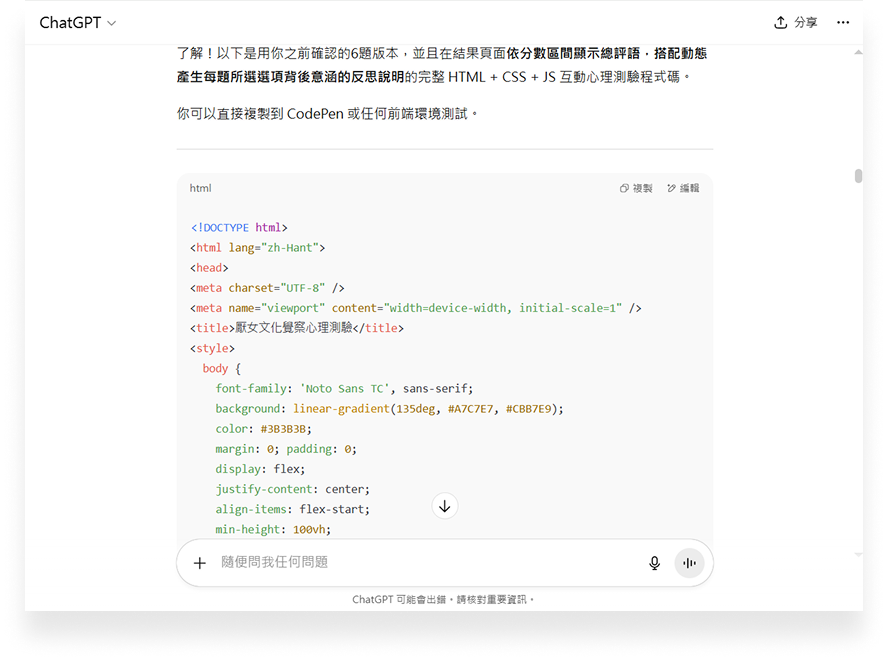 ChatGPT
分享
了解！以下是用你之前確認的6題版本，並且在結果頁面依分數區間顯示總評語，搭配動態
產生每題所選選項背後意涵的反思說明的完整 HTML + CSS + JS 互動心理測驗程式碼。
你可以直接複製到 CodePen 或任何前端環境測試。
html
複製
編輯
<!DOCTYPE html>
<html lang="zh-Hant">
<head>
<meta charset="UTF-8" />
<meta name="viewport" content="width=device-width, initial-scale=1" />
<title>厭女文化覺察心理測驗</title>
<style>
body {
font-family: 'Noto Sans TC', sans-serif;
background: linear-gradient(135deg, #A7C7E7, #CBB7E9);
color: #3B3B3B;
margin: 0; padding: 0;
display: flex;
justify-content: center;
align-items: flex-start;
min-height: 100vh;
隨便問我任何問題
ChatGPT 可能會出錯。請核對重要資訊。